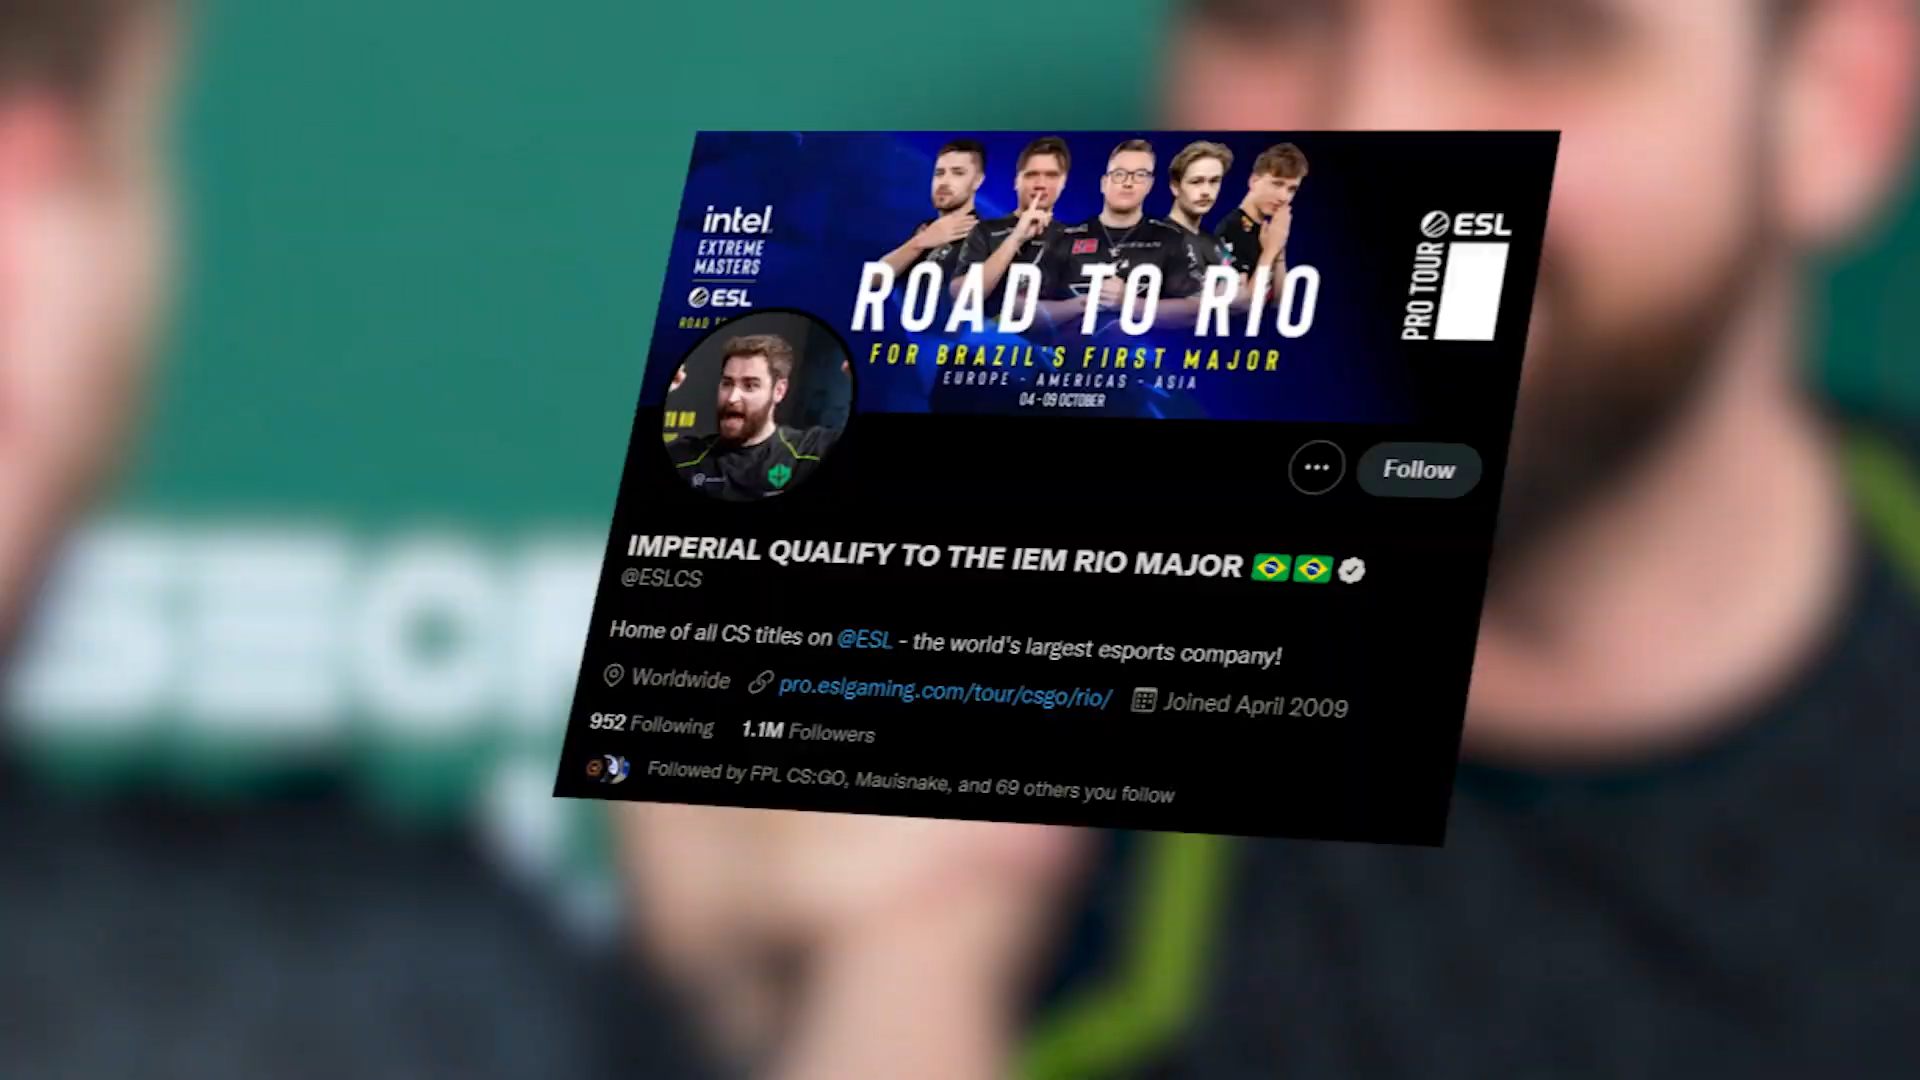 intel
EXTREME
MASTERS
ESL
ROAD TO RIO
FOR BRAZIL'S FIRST MAJOR
EUROPE - AMERICAS - ASIA
04-09 OCTOBER
ESL
PRO TOUR
TO RIO
Follow
IMPERIAL QUALIFY TO THE IEM RIO MAJOR
@ESLCS
Home of all CS titles on @ESL - the world's largest esports company!
Worldwide pro.eslgaming.com/tour/csgo/rio/ Joined April 2009
952 Following 1.1M Followers
Followed by FPL CS:GO, Mauisnake, and 69 others you follow